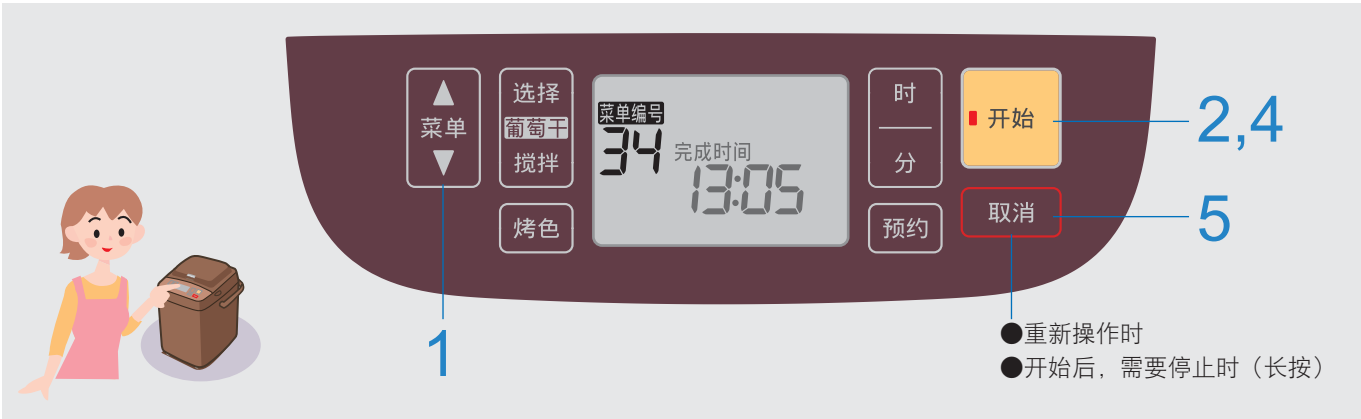 ▲
菜单
▼
选择
葡萄干
搅拌
烤色
菜单编号
34
完成时间
13:05
时
分
预约
开始
取消
2,4
5
1
●重新操作时
●开始后，需要停止时（长按）